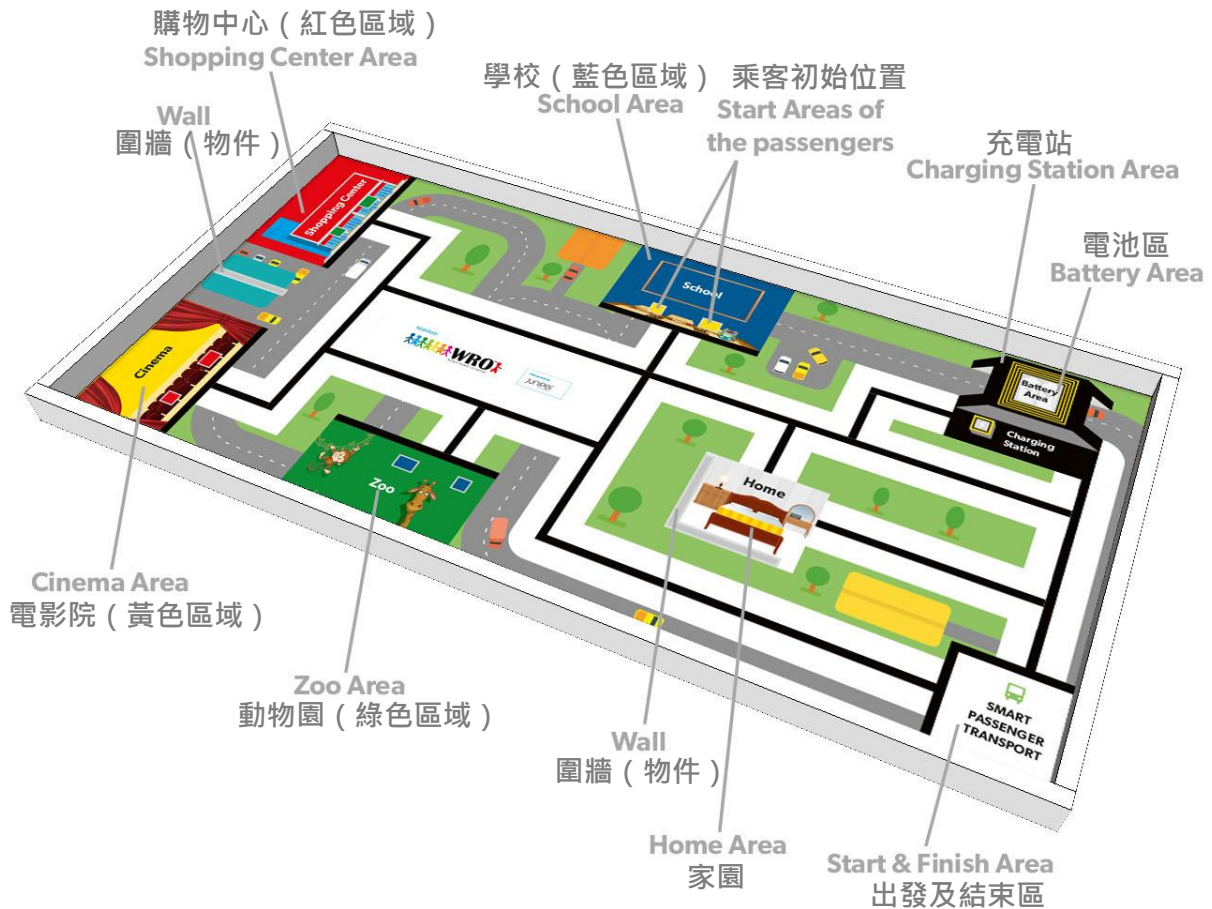 購物中心（紅色區域）
Shopping Center Area
學校（藍色區域）
School Area
乘客初始位置
Start Areas of
the passengers
Wall
圍牆（物件）
充電站
Charging Station Area
電池區
Battery Area
Shopping Center
School
Cinema
WRO
Juniper
Battery
Area
Charging
Station
Zoo
Home
SMART
PASSENGER
TRANSPORT
Cinema Area
電影院（黃色區域）
Zoo Area
動物園（綠色區域）
Wall
圍牆（物件）
Home Area
家園
Start & Finish Area
出發及結束區